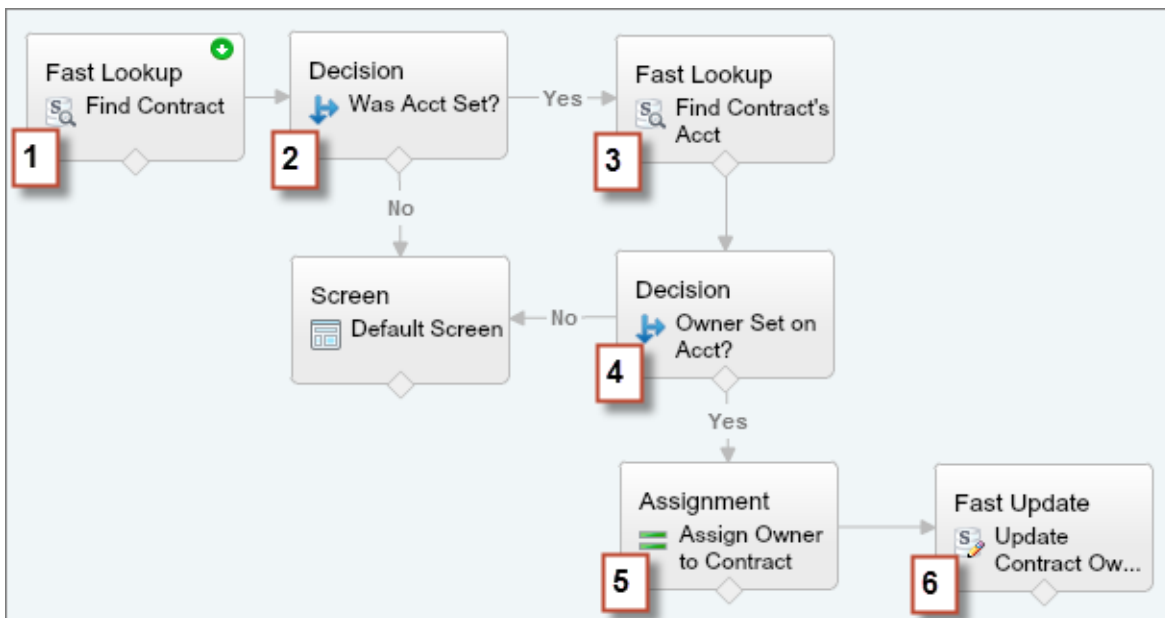 Fast Lookup
Find Contract
1
Decision
Was Acct Set?
2
Yes
Fast Lookup
Find Contract's
Acct
3
No
Screen
Default Screen
No
Decision
Owner Set on
Acct?
4
Yes
Assignment
Assign Owner
to Contract
5
Fast Update
Update
Contract Ow...
6